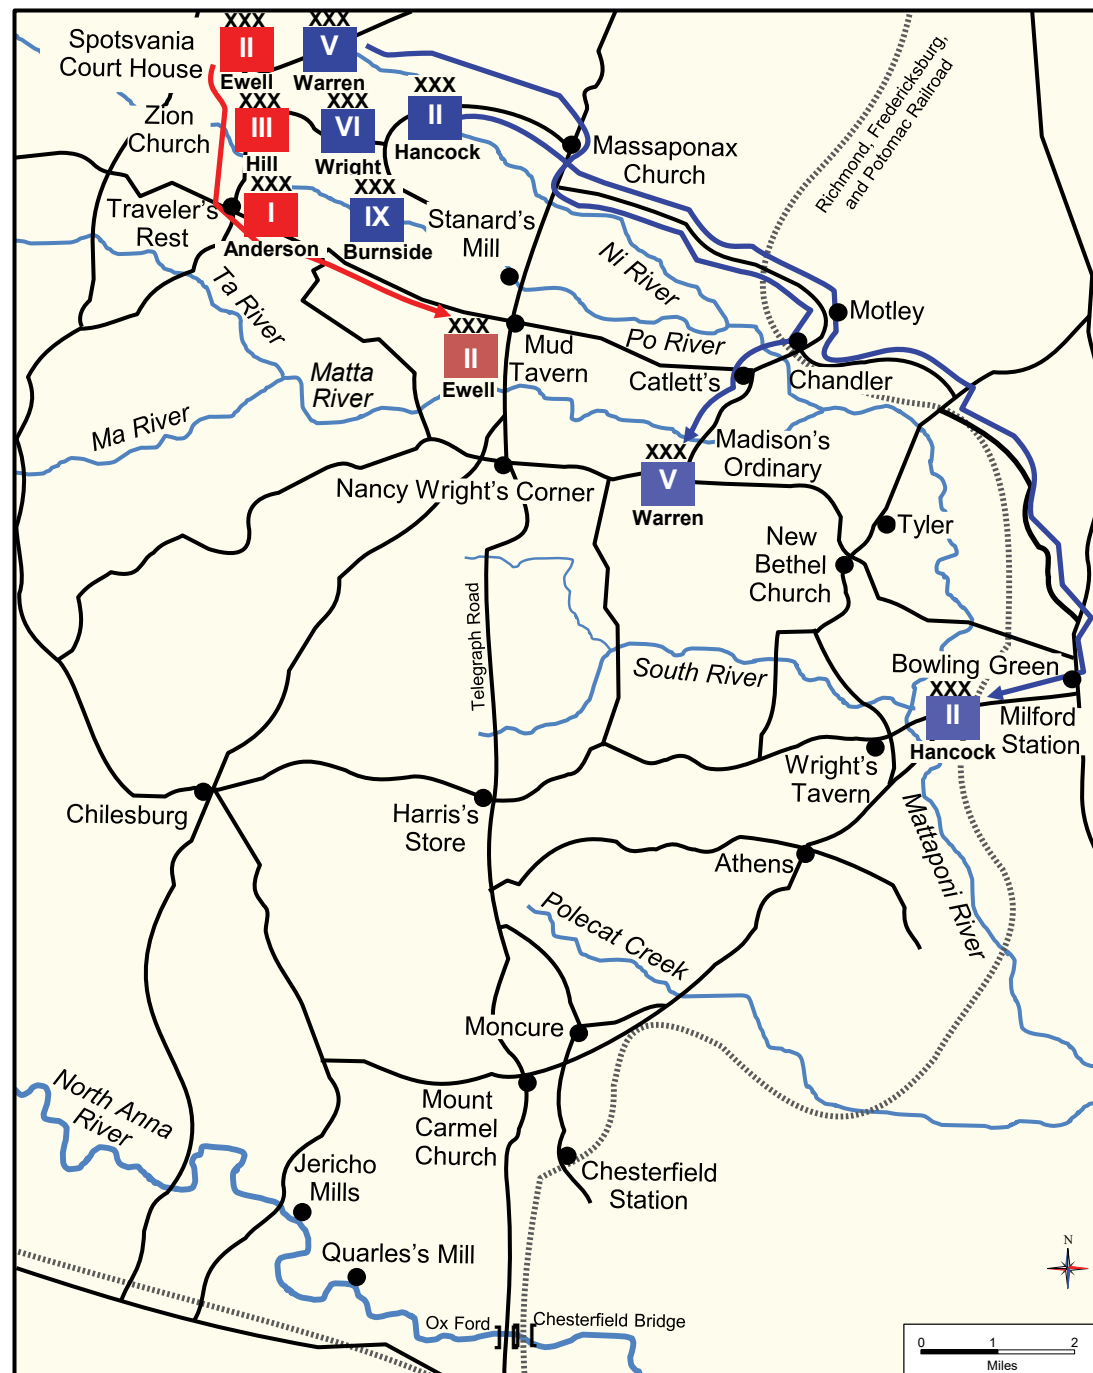 XXX
II
Ewell
XXX
V
Warren
Spotsvania
Court House
XXX
III
Hill
XXX
VI
Wright
XXX
II
Hancock
Zion
Church
XXX
I
Anderson
XXX
IX
Burnside
Massaponax
Church
Richmond, Fredericksburg,
and Potomac Railroad
Traveler's
Rest
Stanard's
Mill
Ta River
Ni River
Motley
XXX
II
Ewell
Mud
Tavern
Po River
Catlett's
Chandler
Matta
River
Ma River
XXX
V
Warren
Madison's
Ordinary
Nancy Wright's Corner
Tyler
New
Bethel
Church
Telegraph Road
South River
Bowling Green
XXX
II
Hancock
Milford
Station
Wright's
Tavern
Chilesburg
Harris's
Store
Mattaponi River
Athens
Polecat Creek
Moncure
Mount
Carmel
Church
North Anna
River
Jericho
Mills
Chesterfield
Station
Quarles's Mill
Ox Ford
Chesterfield Bridge
N
0 1 2
Miles